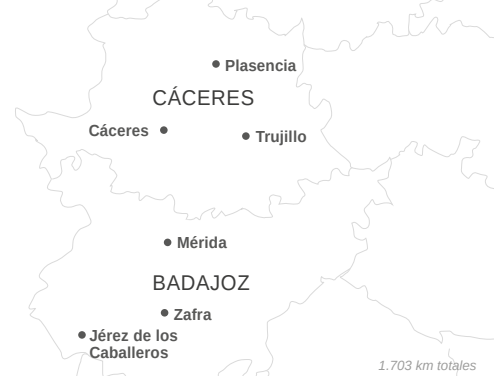 Plasencia
CÁCERES
Cáceres
Trujillo
Mérida
BADAJOZ
Zafra
Jérez de los
Caballeros
1.703 km totales